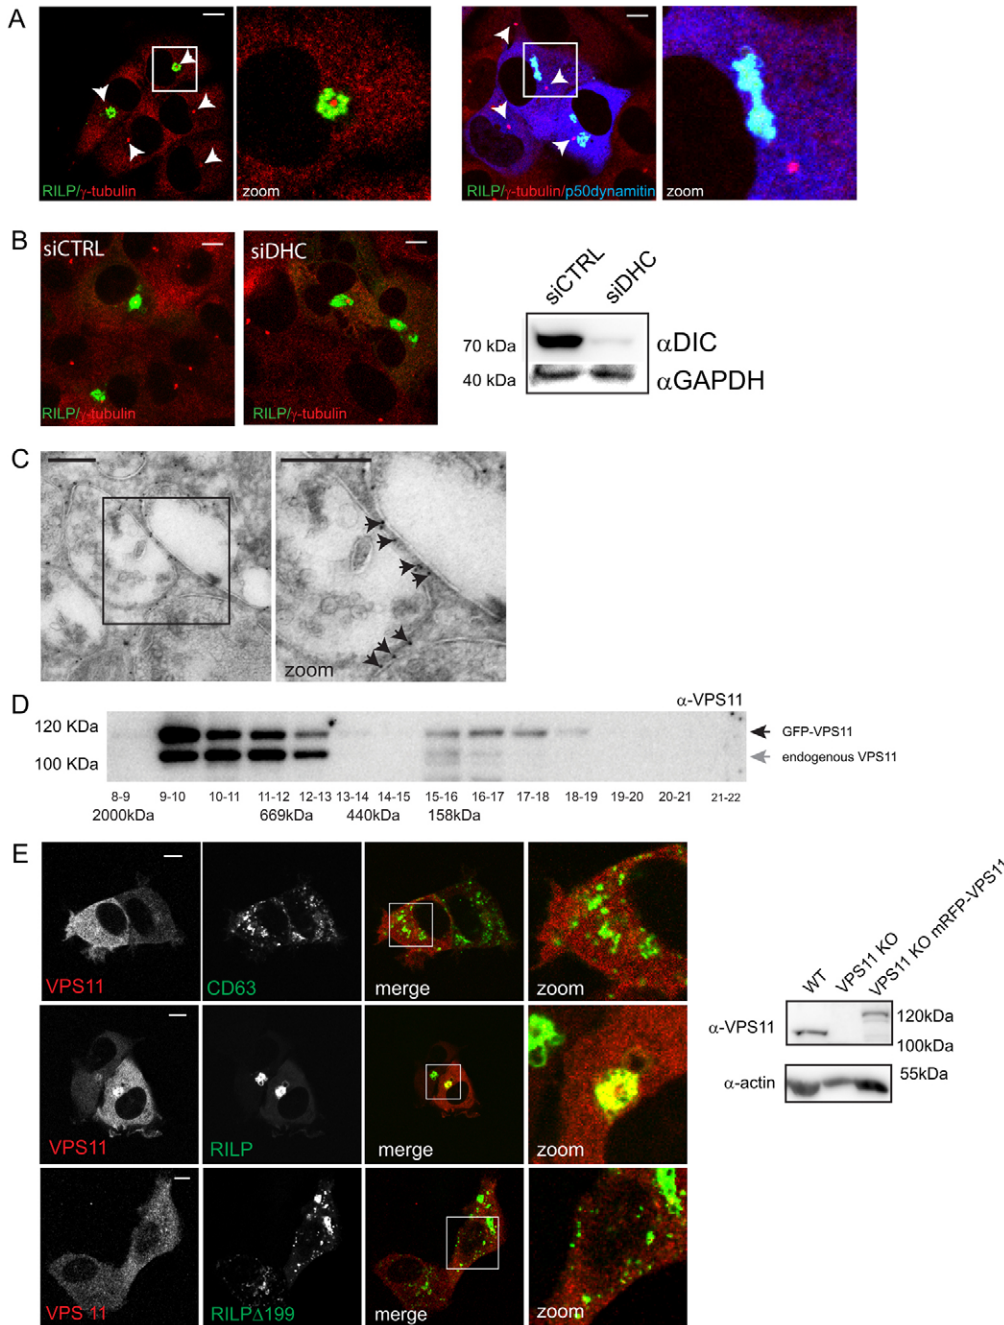 A
RILP/γ-tubulin
zoom
RILP/γ-tubulin/p50dynamitin
zoom
B
siCTRL
siDHC
RILP/γ-tubulin
RILP/γ-tubulin
siCTRL
siDHC
70 kDa
αDIC
40 kDa
αGAPDH
C
zoom
D
α-VPS11
120 KDa
GFP-VPS11
100 KDa
endogenous VPS11
8-9 9-10 10-11 11-12 12-13 13-14 14-15 15-16 16-17 17-18 18-19 19-20 20-21 21-22
2000kDa 669kDa 440kDa 158kDa
E
VPS11
CD63
merge
zoom
VPS11
RILP
merge
zoom
VPS 11
RILPΔ199
merge
zoom
WT
VPS11 KO
VPS11 KO mRFP-VPS11
α-VPS11
120kDa
100kDa
α-actin
55kDa